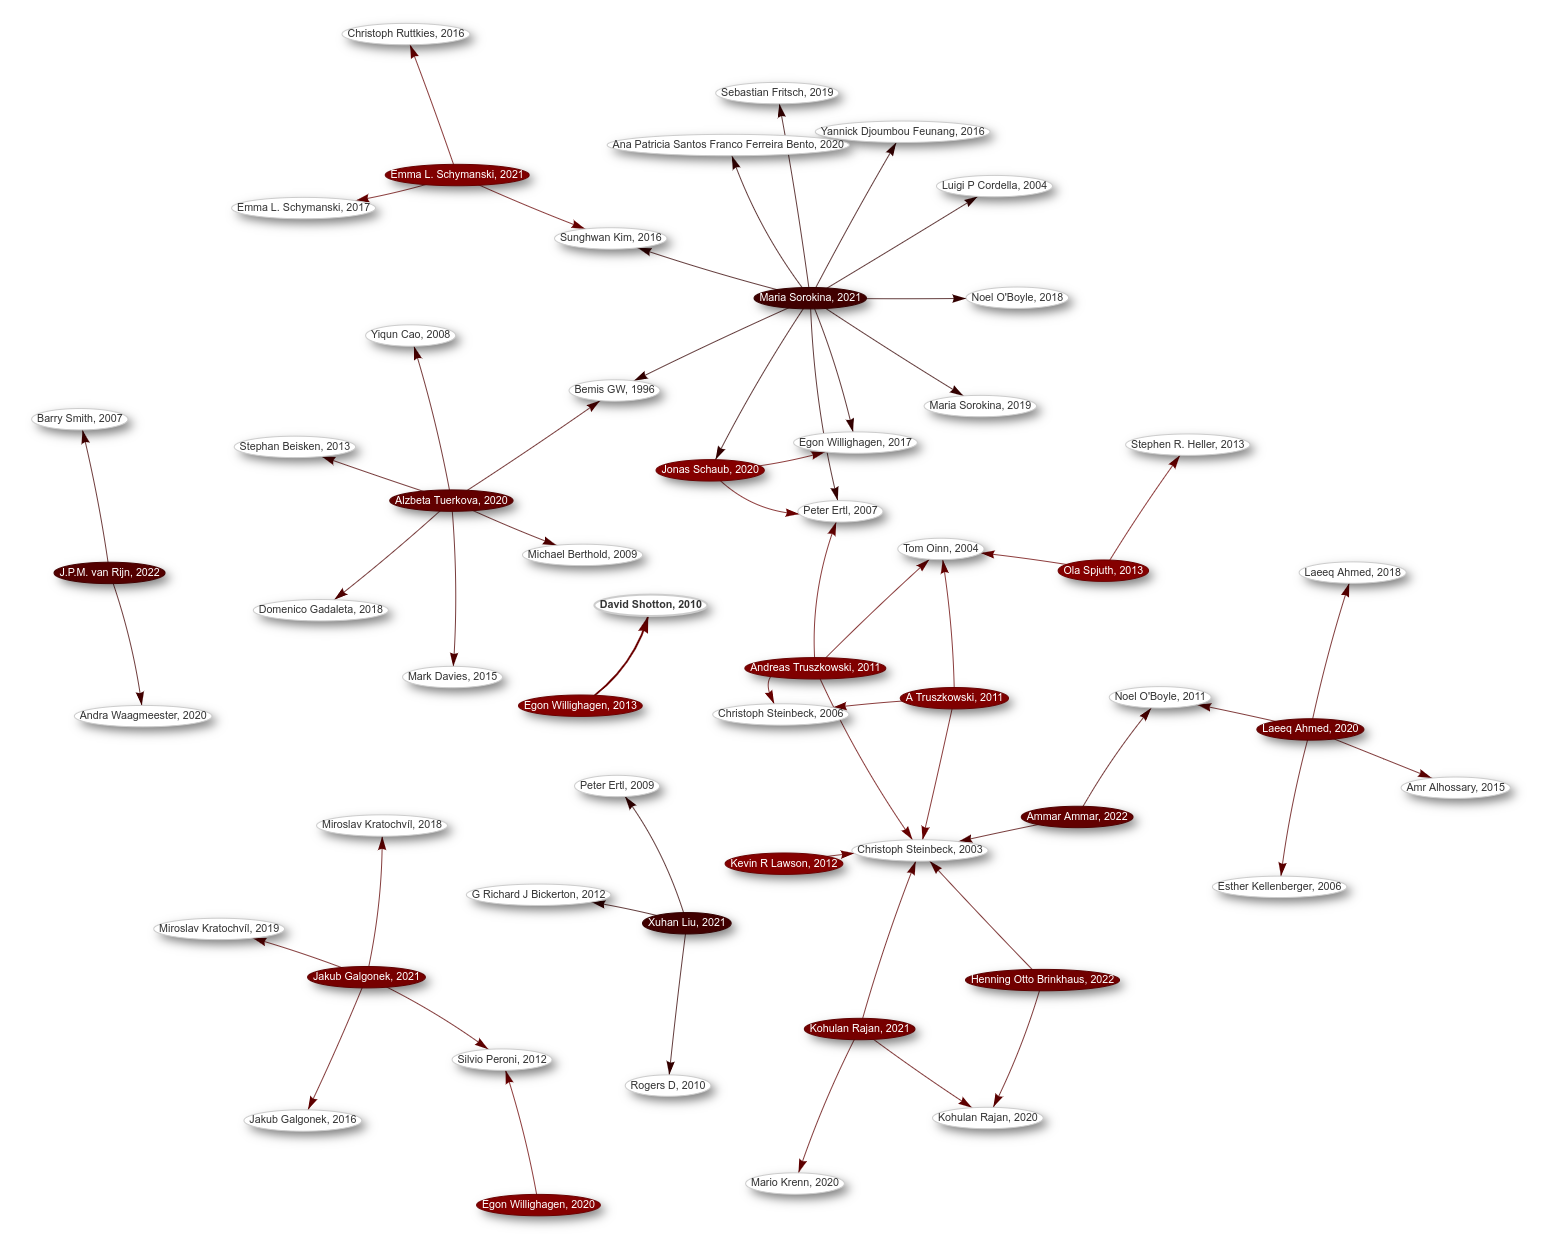 Christoph Ruttkies, 2016
Sebastian Fritsch, 2019
Yannick Djoumbou Feunang, 2016
Ana Patricia Santos Franco Ferreira Bento, 2020
Emma L. Schymanski, 2021
Luigi P Cordella, 2004
Emma L. Schymanski, 2017
Sunghwan Kim, 2016
Maria Sorokina, 2021
Noel O'Boyle, 2018
Yiqun Cao, 2008
Bemis GW, 1996
Maria Sorokina, 2019
Barry Smith, 2007
Stephan Beisken, 2013
Egon Willighagen, 2017
Stephen R. Heller, 2013
Jonas Schaub, 2020
Alzbeta Tuerkova, 2020
Peter Ertl, 2007
Michael Berthold, 2009
Tom Oinn, 2004
J.P.M. van Rijn, 2022
Ola Spjuth, 2013
Laeeq Ahmed, 2018
Domenico Gadaleta, 2018
David Shotton, 2010
Mark Davies, 2015
Andreas Truszkowski, 2011
Egon Willighagen, 2013
A Truszkowski, 2011
Noel O'Boyle, 2011
Andra Waagmeester, 2020
Christoph Steinbeck, 2006
Laeeq Ahmed, 2020
Peter Ertl, 2009
Amr Alhossary, 2015
Miroslav Kratochvíl, 2018
Ammar Ammar, 2022
Christoph Steinbeck, 2003
Kevin R Lawson, 2012
Esther Kellenberger, 2006
G Richard J Bickerton, 2012
Miroslav Kratochvíl, 2019
Xuhan Liu, 2021
Jakub Galgonek, 2021
Henning Otto Brinkhaus, 2022
Kohulan Rajan, 2021
Silvio Peroni, 2012
Rogers D, 2010
Jakub Galgonek, 2016
Kohulan Rajan, 2020
Mario Krenn, 2020
Egon Willighagen, 2020